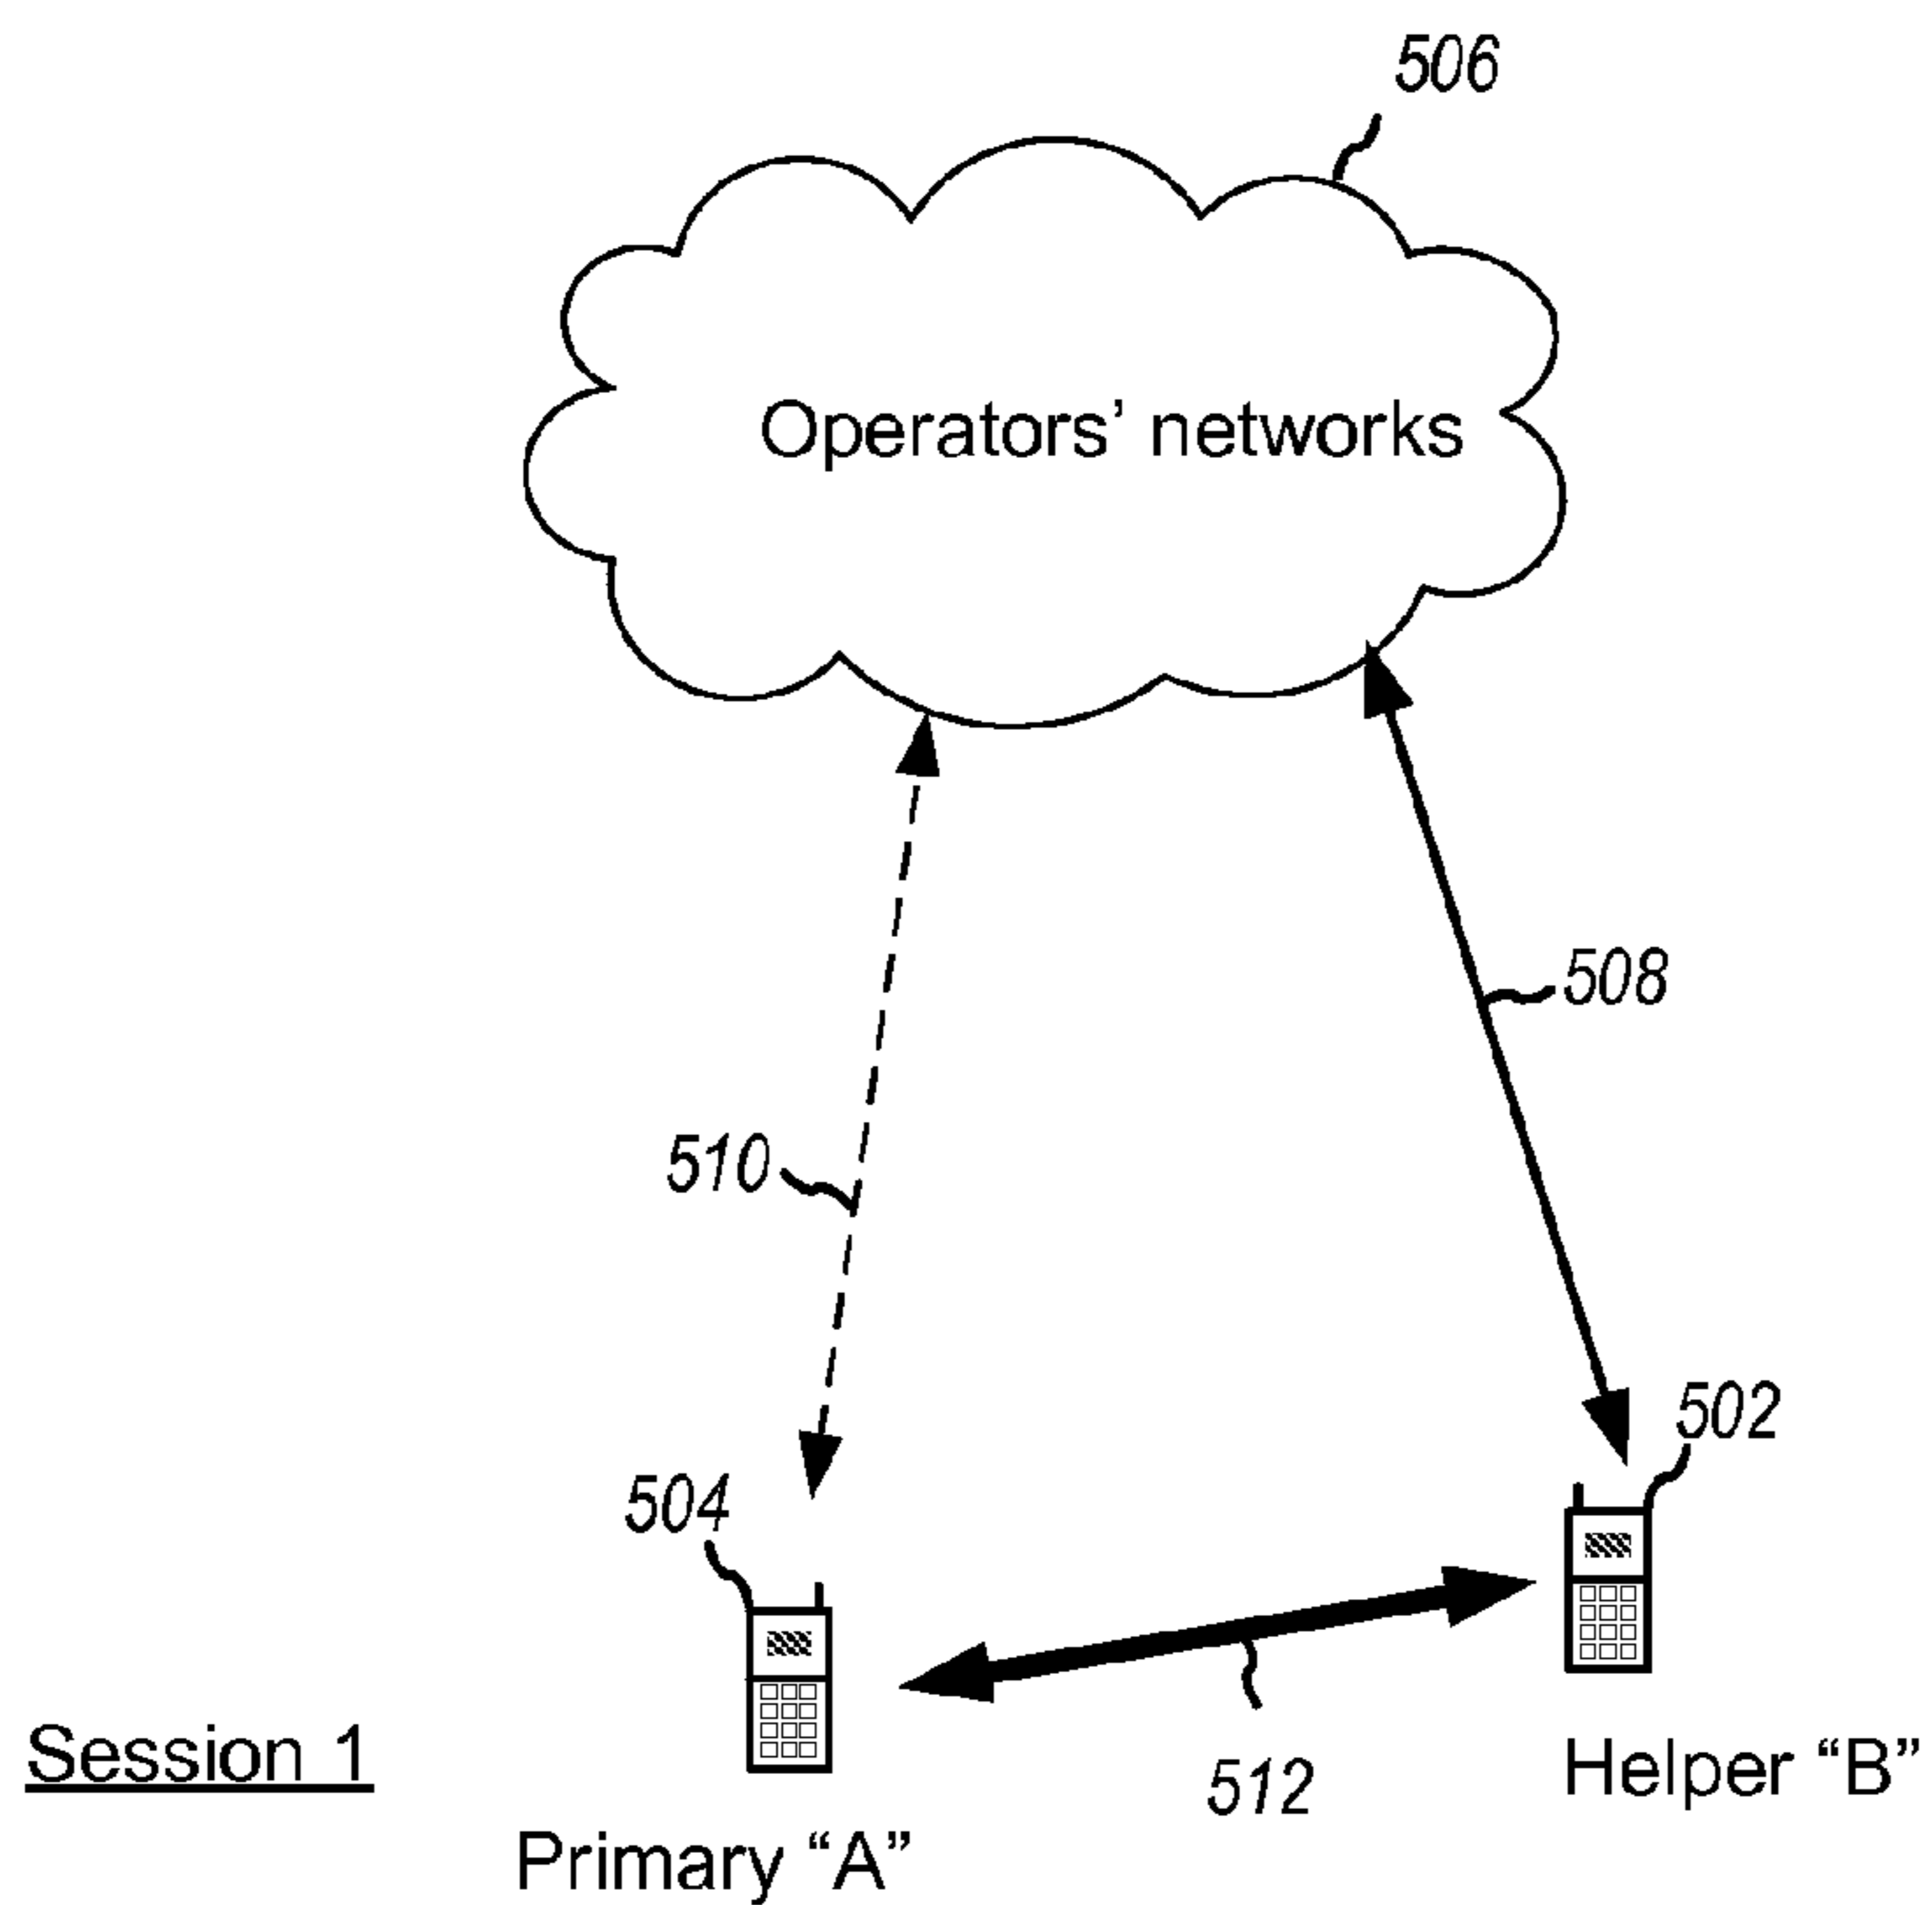 506
Operators’ networks
508
510
502
504
Session 1
512
Helper “B”
Primary “A”